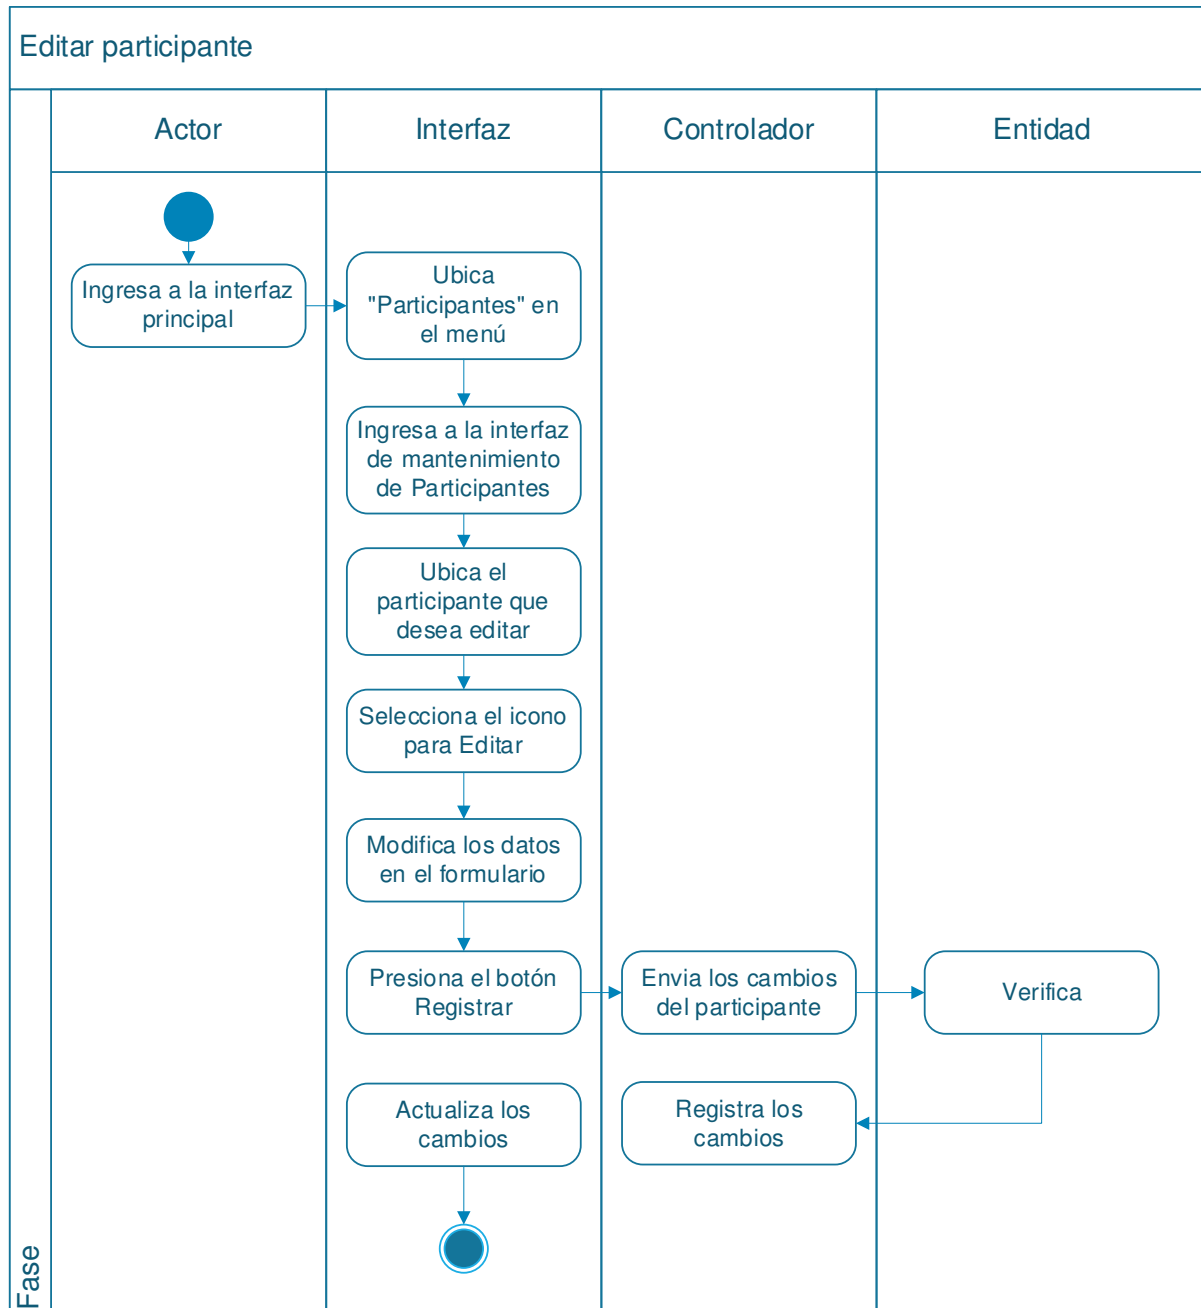 Editar participante
Actor
Interfaz
Controlador
Entidad
Ingresa a la interfaz
principal
Ubica
"Participantes" en
el menú
Ingresa a la interfaz
de mantenimiento
de Participantes
Ubica el
participante que
desea editar
Selecciona el icono
para Editar
Modifica los datos
en el formulario
Presiona el botón
Registrar
Envia los cambios
del participante
Verifica
Actualiza los
cambios
Registra los
cambios
Fase